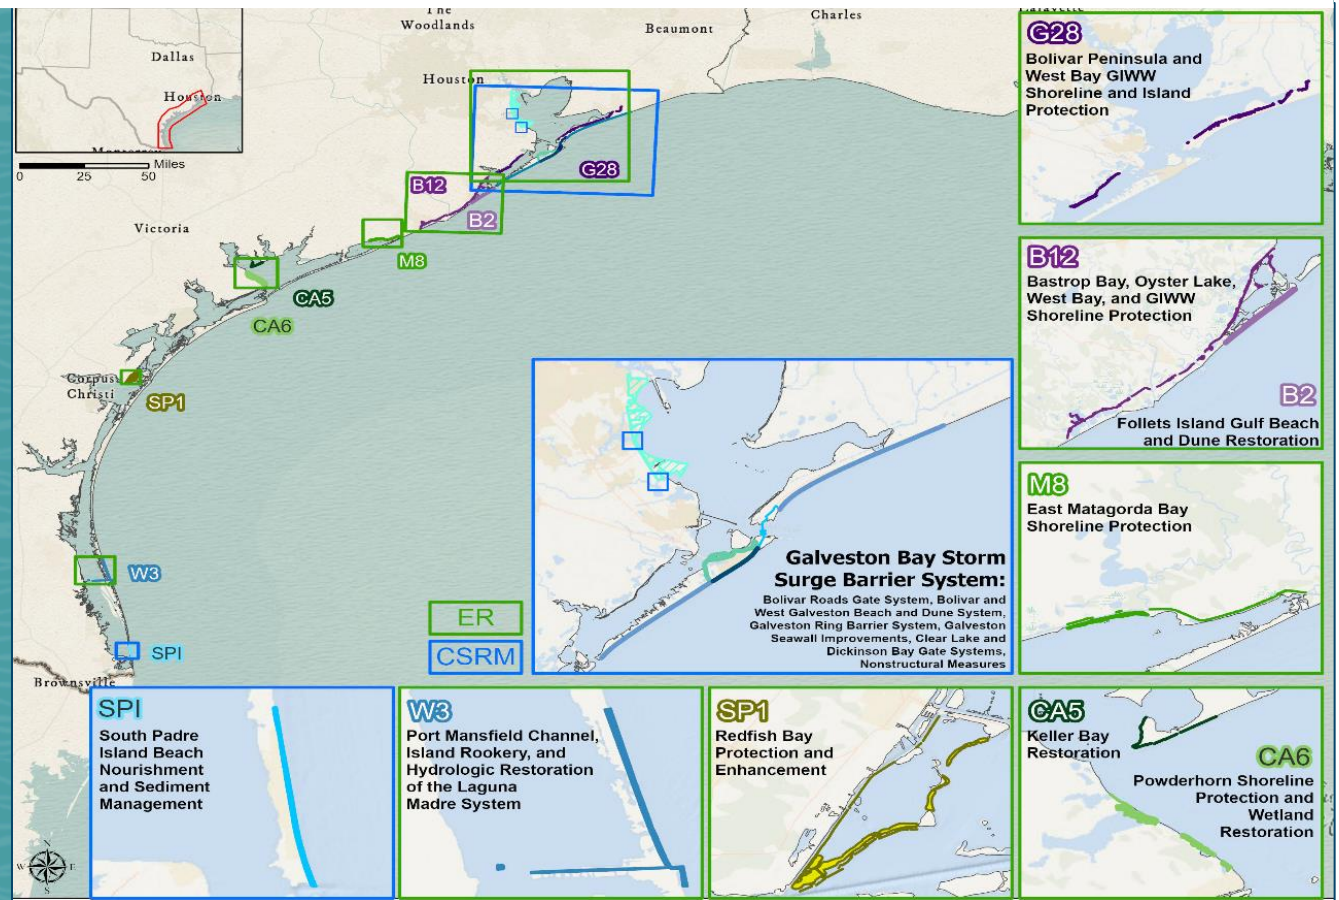 The
Woodlands
Charles
Beaumont
Dallas
Houston
Houston
Miles
0 25 50
Victoria
Corpus
Christi
Brownsville
G28
B12
B2
M8
CA5
CA6
SP1
W3
SPI
ER
CSRM
G28
Bolivar Peninsula and
West Bay GIWW
Shoreline and Island
Protection
B12
Bastrop Bay, Oyster Lake,
West Bay, and GIWW
Shoreline Protection
B2
Follets Island Gulf Beach
and Dune Restoration
M8
East Matagorda Bay
Shoreline Protection
Galveston Bay Storm
Surge Barrier System:
Bolivar Roads Gate System, Bolivar and
West Galveston Beach and Dune System,
Galveston Ring Barrier System, Galveston
Seawall Improvements, Clear Lake and
Dickinson Bay Gate Systems,
Nonstructural Measures
SPI
South Padre
Island Beach
Nourishment
and Sediment
Management
W3
Port Mansfield Channel,
Island Rookery, and
Hydrologic Restoration
of the Laguna
Madre System
SP1
Redfish Bay
Protection and
Enhancement
CA5
Keller Bay
Restoration
CA6
Powderhorn Shoreline
Protection and
Wetland
Restoration
N
W E
S